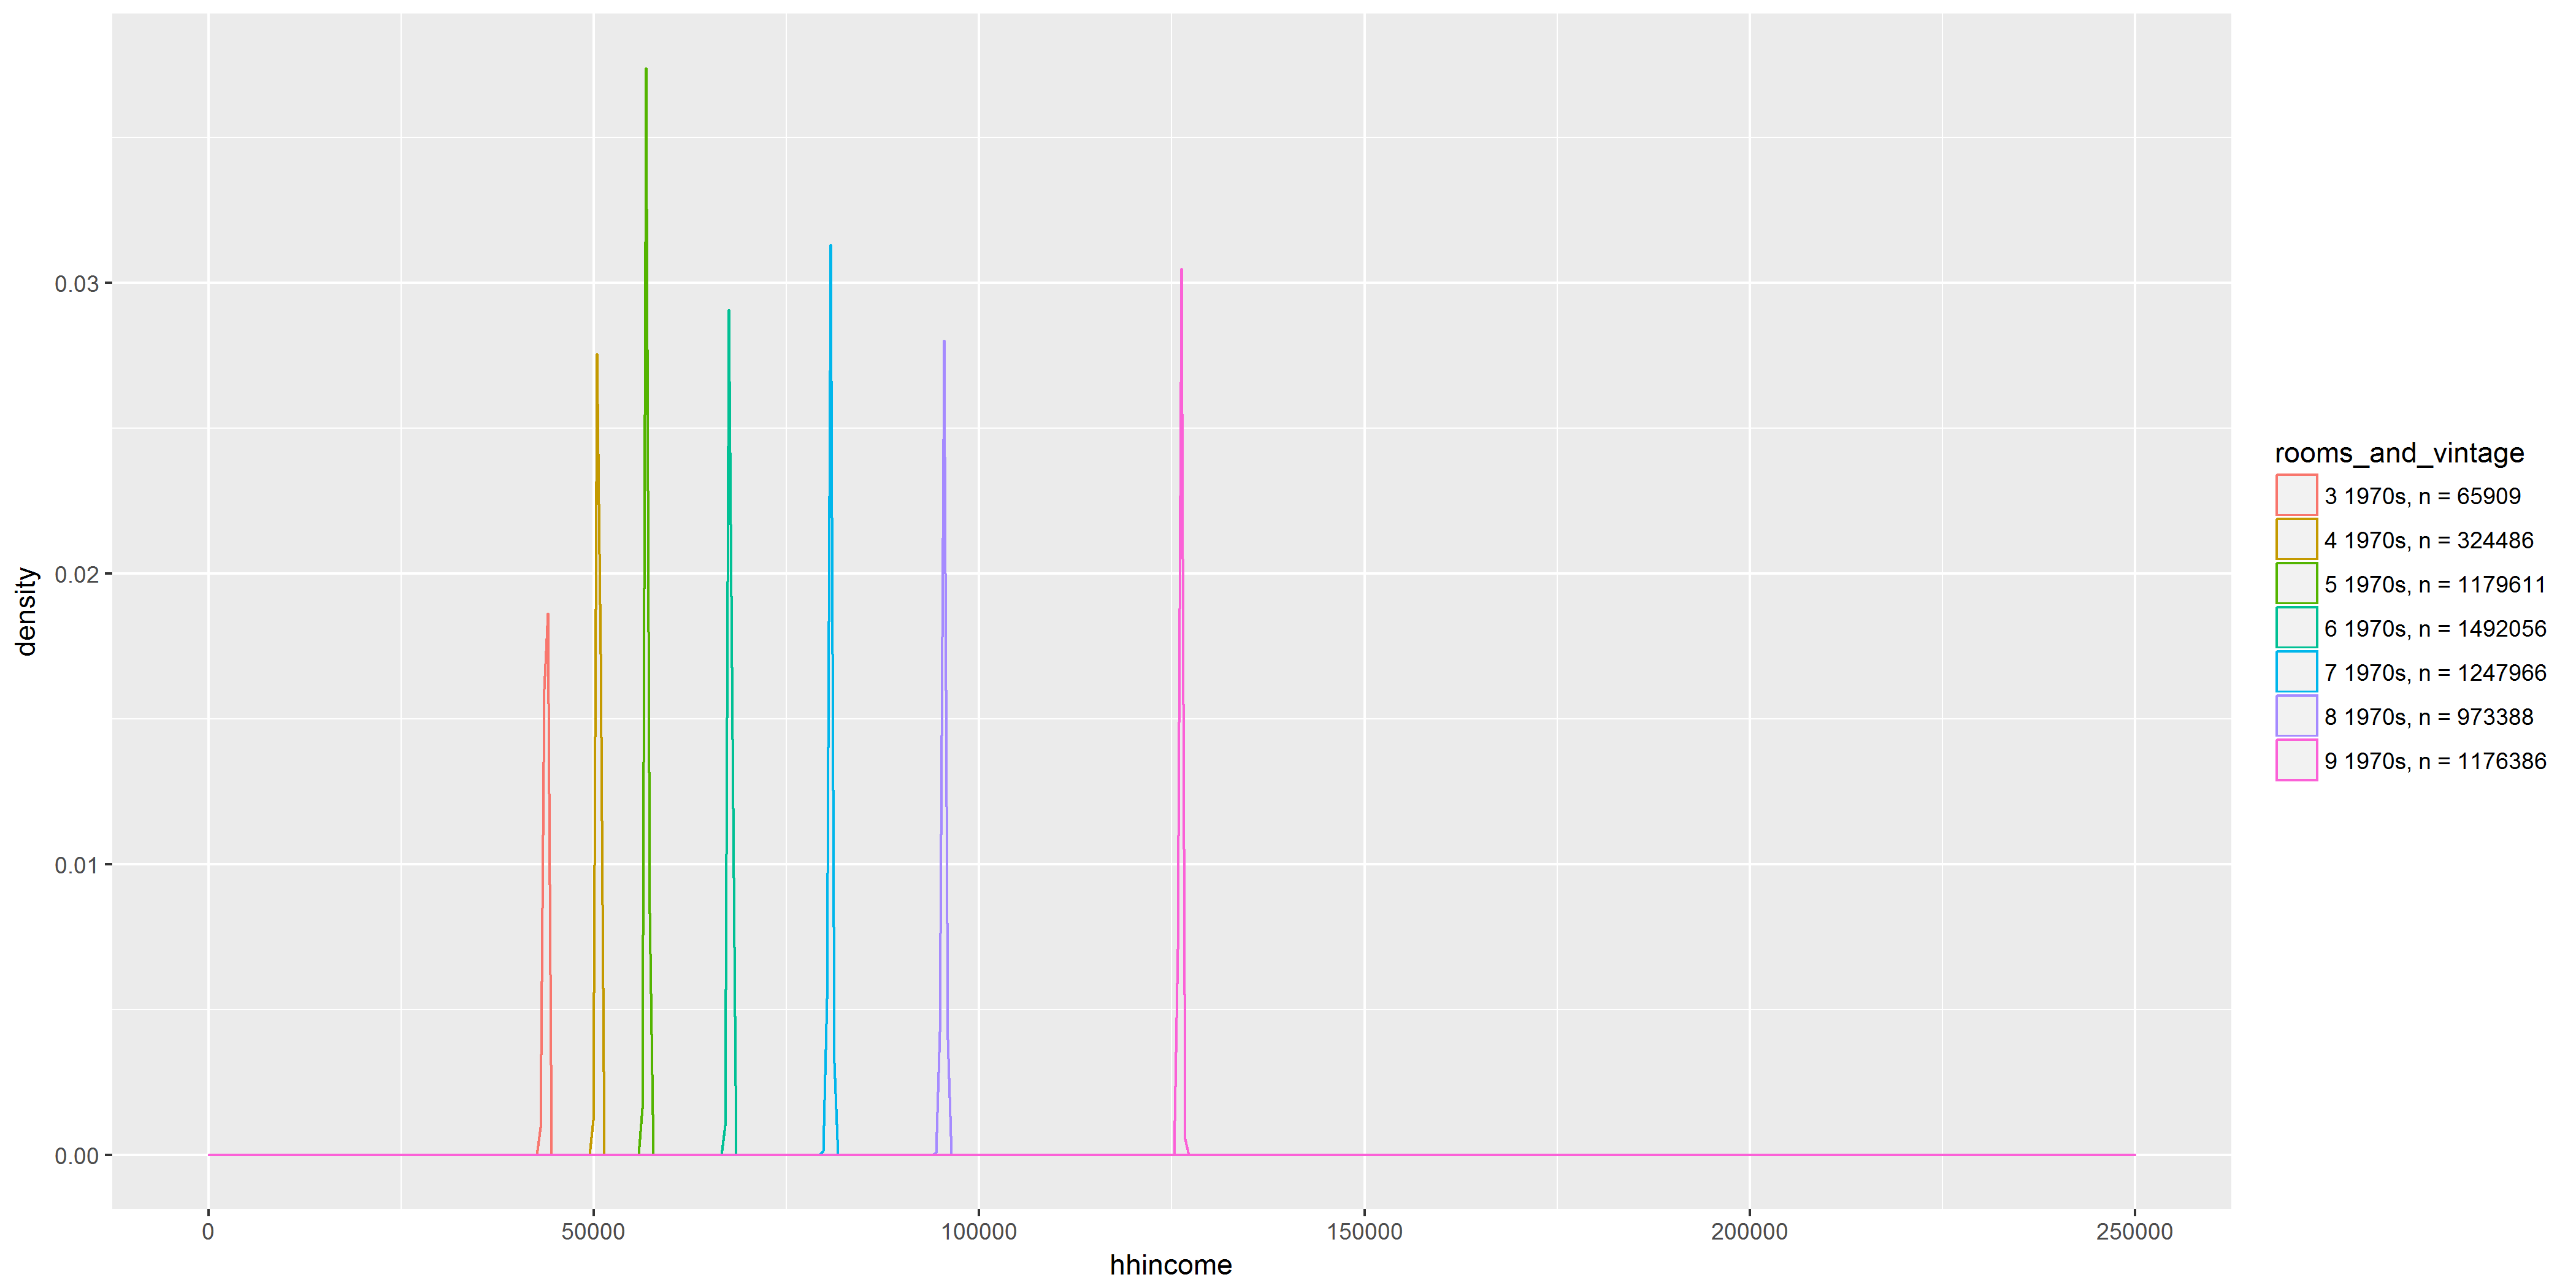 density
0.03
0.02
0.01
0.00
0
50000
100000
150000
200000
250000
hhincome
rooms_and_vintage
3 1970s, n = 65909
4 1970s, n = 324486
5 1970s, n = 1179611
6 1970s, n = 1492056
7 1970s, n = 1247966
8 1970s, n = 973388
9 1970s, n = 1176386